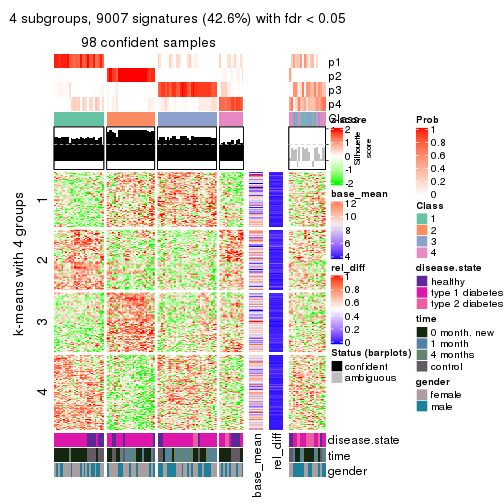 4 subgroups, 9007 signatures (42.6%) with fdr < 0.05
98 confident samples
p1
p2
p3
p4
Class
Silhouette
score
z-score
2
1
0
-1
-2
base_mean
12
10
8
6
4
rel_diff
1
0.8
0.6
0.4
0.2
0
Status (barplots)
confident
ambiguous
Prob
1
0.8
0.6
0.4
0.2
0
Class
1
2
3
4
disease.state
healthy
type 1 diabetes
type 2 diabetes
time
0 month. new
1 month
4 months
control
gender
female
male
k-means with 4 groups
1
2
3
4
disease.state
time
gender
base_mean
rel_diff